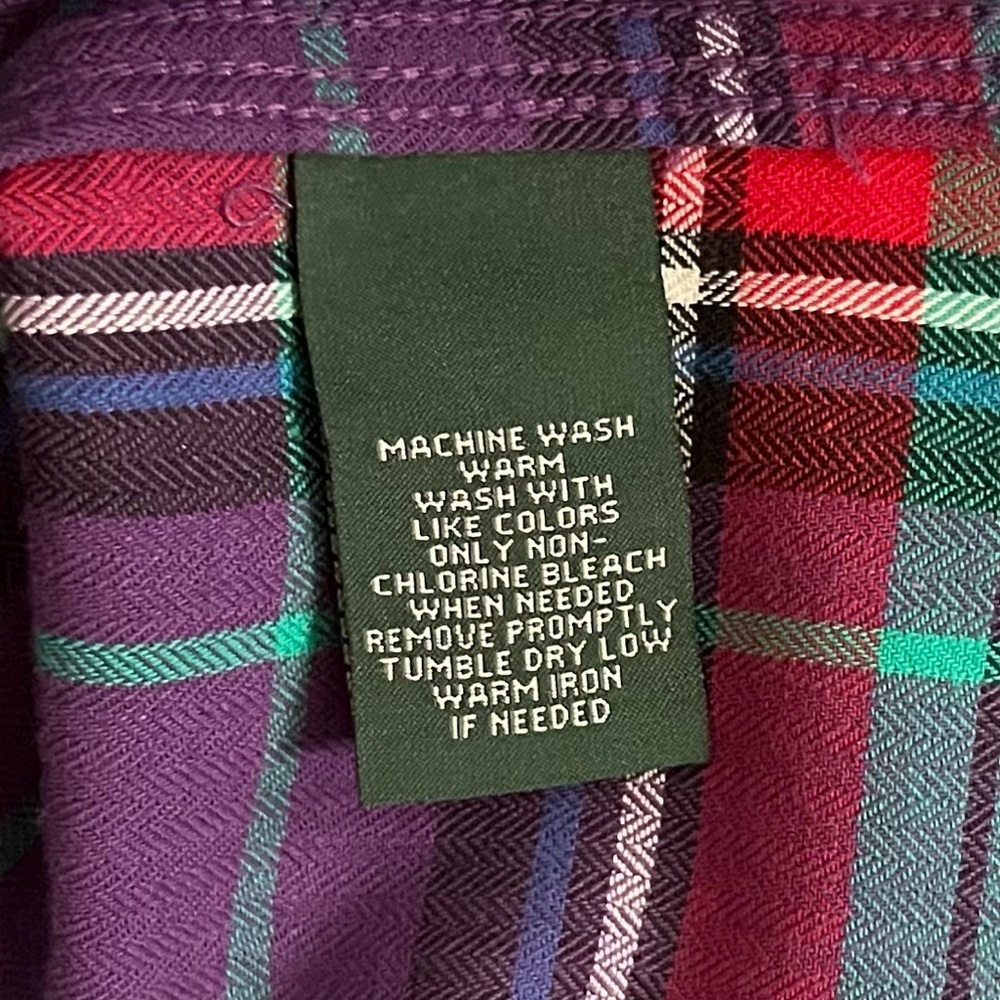 MACHINE WASH
WARM
WASH WITH
LIKE COLORS
ONLY NON-
CHLORINE BLEACH
WHEN NEEDED
REMOVE PROMPTLY
TUMBLE DRY LOW
WARM IRON
IF NEEDED